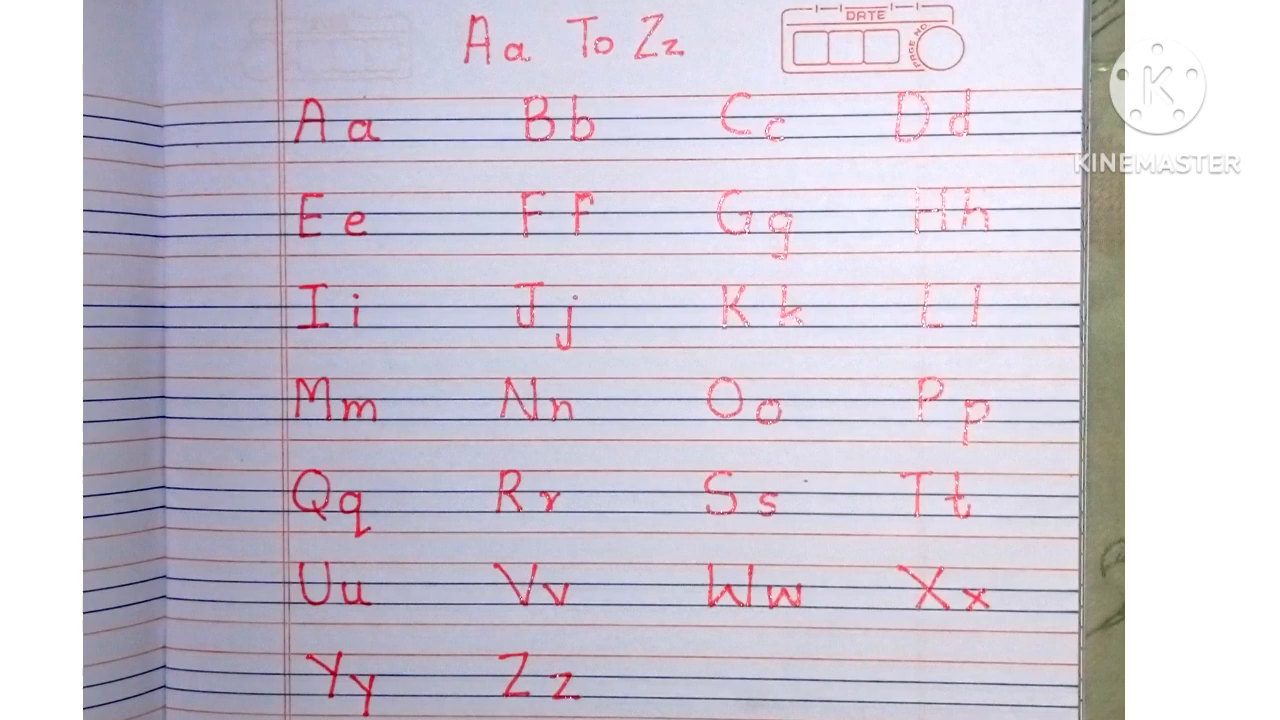 Aa To Zz
DATE
PAGE NO
K
KINEMASTER
Aa Bb Cc Dd
Ee Ff Gg Hh
Ii Jj Kk Ll
Mm Nn Oo Pp
Qq Rr Ss Tt
Uu Vv Ww Xx
Yy Zz